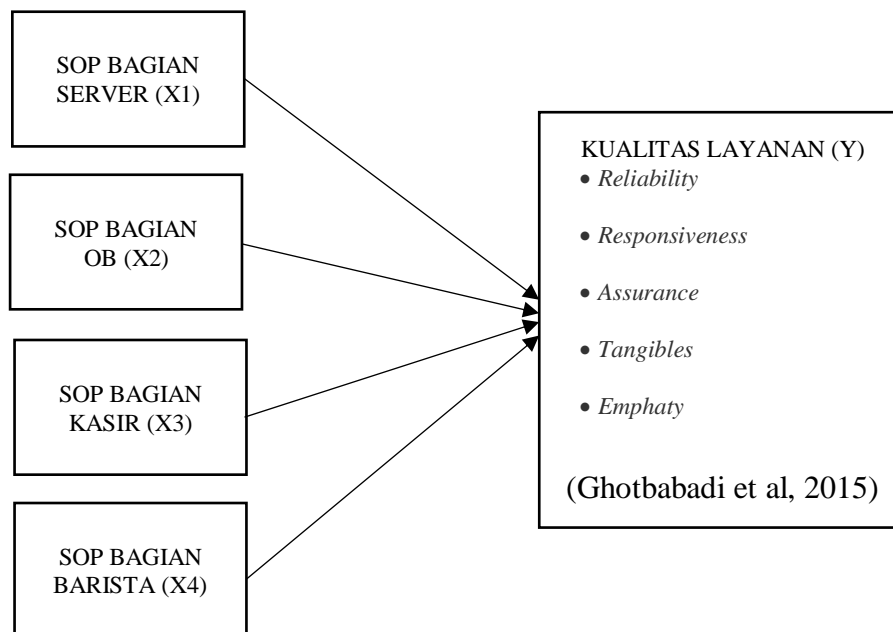 SOP BAGIAN
SERVER (X1)
SOP BAGIAN
OB (X2)
SOP BAGIAN
KASIR (X3)
SOP BAGIAN
BARISTA (X4)
KUALITAS LAYANAN (Y)
• Reliability
• Responsiveness
• Assurance
• Tangibles
• Emphaty
(Ghotbabadi et al, 2015)